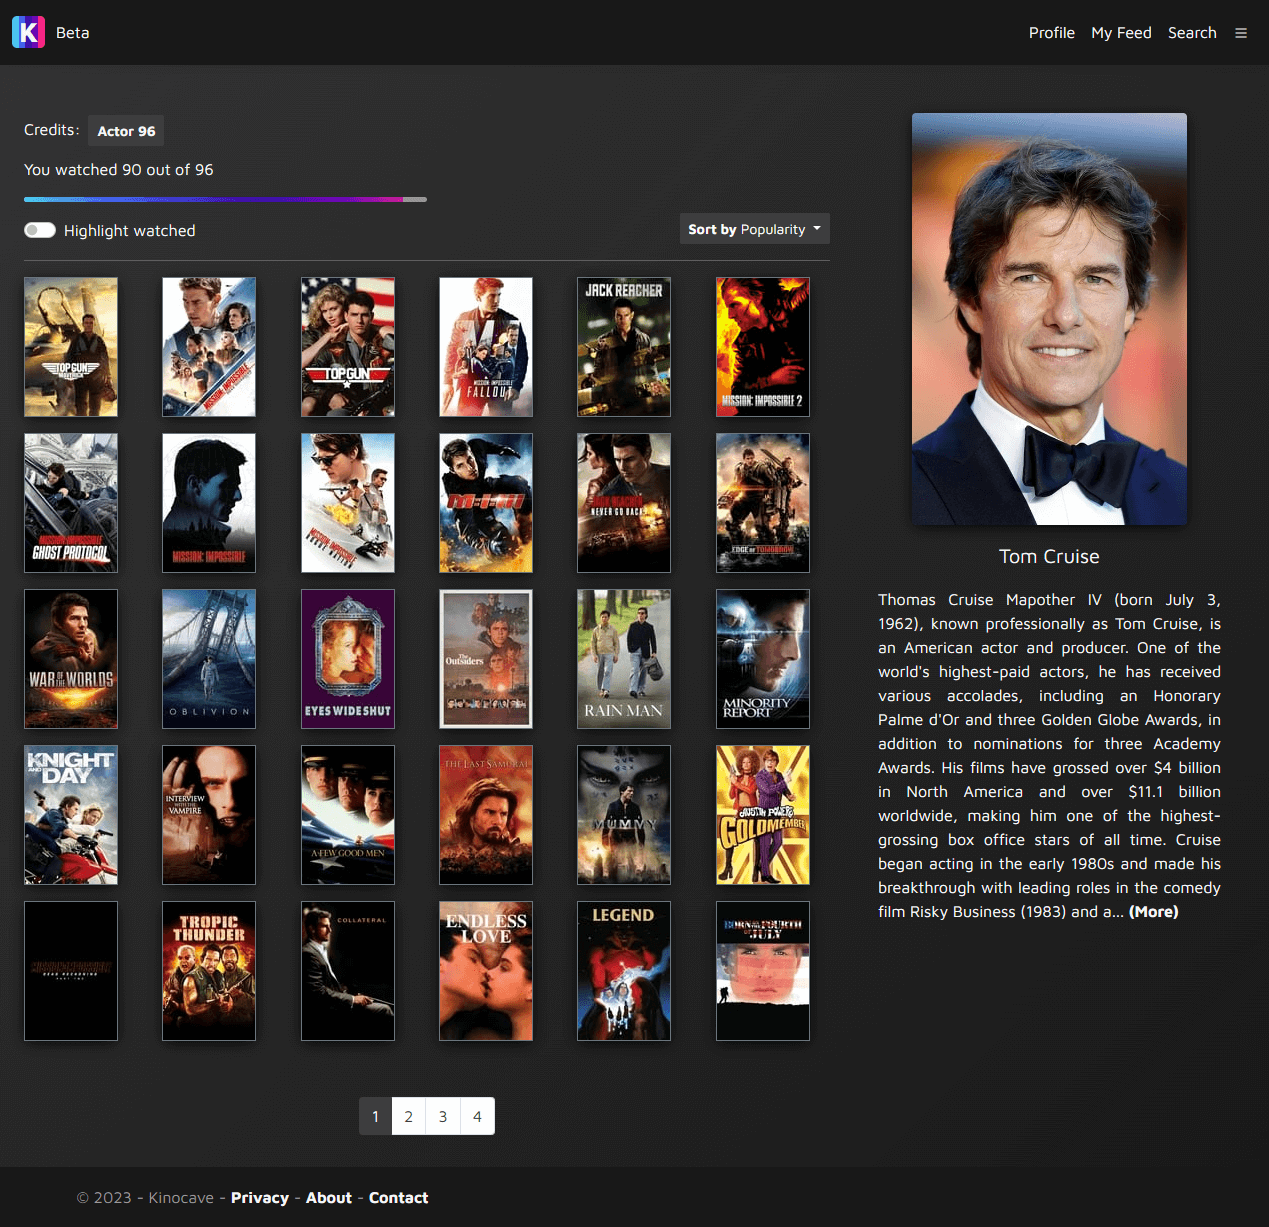 K Beta
Profile My Feed Search
Credits: Actor 96
You watched 90 out of 96
Highlight watched
Sort by Popularity
TOP GUN
MAVERICK
MISSION: IMPOSSIBLE
TOP GUN
MISSION: IMPOSSIBLE
FALLOUT
JACK REACHER
MISSION: IMPOSSIBLE 2
MISSION: IMPOSSIBLE
GHOST PROTOCOL
MISSION: IMPOSSIBLE
MISSION: IMPOSSIBLE
ROGUE NATION
M:i:III
JACK REACHER
NEVER GO BACK
EDGE OF TOMORROW
WAR OF THE WORLDS
OBLIVION
EYES WIDE SHUT
The
Outsiders
RAIN MAN
MINORITY
REPORT
KNIGHT
AND DAY
INTERVIEW
WITH THE
VAMPIRE
A FEW GOOD MEN
THE LAST SAMURAI
MUMMY
AUSTIN POWERS
GOLDMEMBER
MISSION: IMPOSSIBLE
DEAD RECKONING
PART TWO
TROPIC
THUNDER
COLLATERAL
ENDLESS
LOVE
LEGEND
BORN ON THE FOURTH
OF JULY
1 2 3 4
Tom Cruise
Thomas Cruise Mapother IV (born July 3,
1962), known professionally as Tom Cruise, is
an American actor and producer. One of the
world's highest-paid actors, he has received
various accolades, including an Honorary
Palme d'Or and three Golden Globe Awards, in
addition to nominations for three Academy
Awards. His films have grossed over $4 billion
in North America and over $11.1 billion
worldwide, making him one of the highest-
grossing box office stars of all time. Cruise
began acting in the early 1980s and made his
breakthrough with leading roles in the comedy
film Risky Business (1983) and a... (More)
© 2023 - Kinocave - Privacy - About - Contact